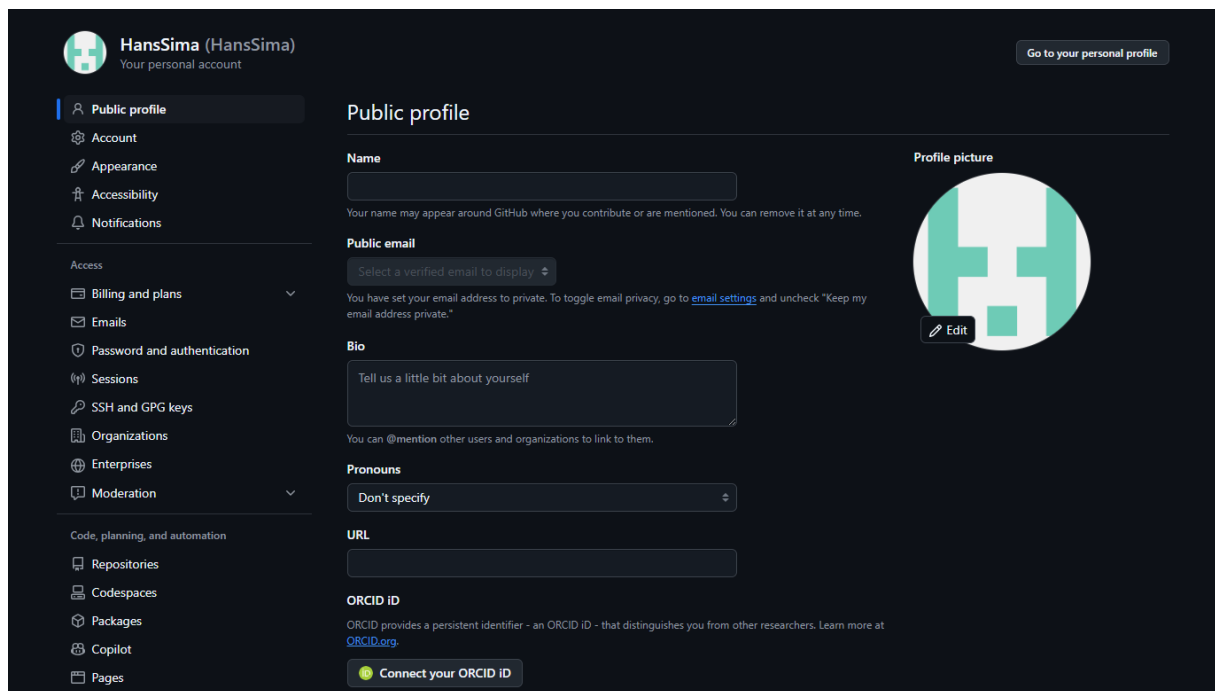 HansSima (HansSima)
Your personal account
Go to your personal profile
Public profile
Account
Appearance
Accessibility
Notifications
Access
Billing and plans
Emails
Password and authentication
Sessions
SSH and GPG keys
Organizations
Enterprises
Moderation
Code, planning, and automation
Repositories
Codespaces
Packages
Copilot
Pages
Public profile
Name
Your name may appear around GitHub where you contribute or are mentioned. You can remove it at any time.
Public email
Select a verified email to display
You have set your email address to private. To toggle email privacy, go to email settings and uncheck "Keep my
email address private."
Bio
Tell us a little bit about yourself
You can @mention other users and organizations to link to them.
Pronouns
Don't specify
URL
ORCID iD
ORCID provides a persistent identifier - an ORCID iD - that distinguishes you from other researchers. Learn more at
ORCID.org.
iD Connect your ORCID iD
Profile picture
Edit